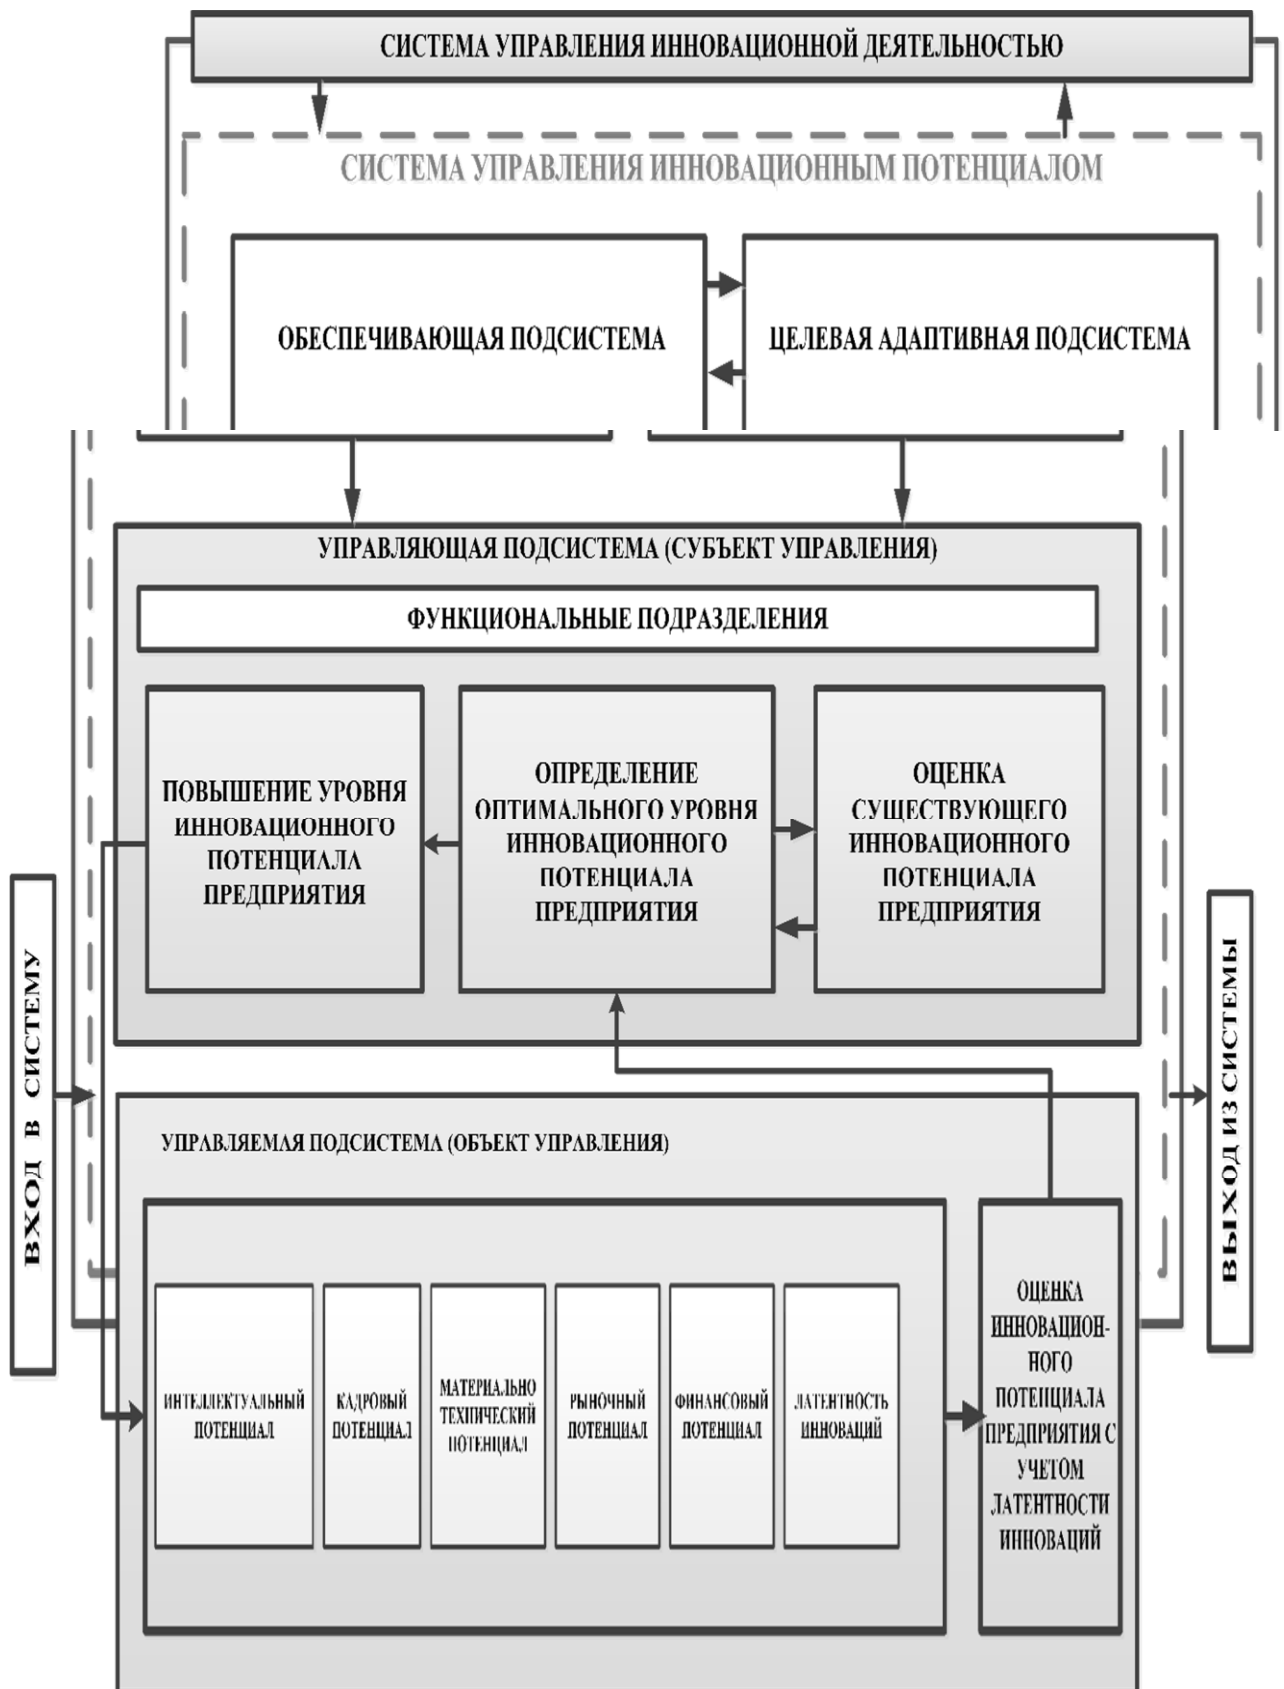 СИСТЕМА УПРАВЛЕНИЯ ИННОВАЦИОННОЙ ДЕЯТЕЛЬНОСТЬЮ
СИСТЕМА УПРАВЛЕНИЯ ИННОВАЦИОННЫМ ПОТЕНЦИАЛОМ
ОБЕСПЕЧИВАЮЩАЯ ПОДСИСТЕМА
ЦЕЛЕВАЯ АДАПТИВНАЯ ПОДСИСТЕМА
УПРАВЛЯЮЩАЯ ПОДСИСТЕМА (СУБЪЕКТ УПРАВЛЕНИЯ)
ФУНКЦИОНАЛЬНЫЕ ПОДРАЗДЕЛЕНИЯ
ПОВЫШЕНИЕ УРОВНЯ
ИННОВАЦИОННОГО
ПОТЕНЦИАЛА
ПРЕДПРИЯТИЯ
ОПРЕДЕЛЕНИЕ
ОПТИМАЛЬНОГО УРОВНЯ
ИННОВАЦИОННОГО
ПОТЕНЦИАЛА
ПРЕДПРИЯТИЯ
ОЦЕНКА
СУЩЕСТВУЮЩЕГО
ИННОВАЦИОННОГО
ПОТЕНЦИАЛА
ПРЕДПРИЯТИЯ
ВХОД В СИСТЕМУ
ВЫХОД ИЗ СИСТЕМЫ
УПРАВЛЯЕМАЯ ПОДСИСТЕМА (ОБЪЕКТ УПРАВЛЕНИЯ)
ИНТЕЛЛЕКТУАЛЬНЫЙ
ПОТЕНЦИАЛ
КАДРОВЫЙ
ПОТЕНЦИАЛ
МАТЕРИАЛЬНО
ТЕХНИЧЕСКИЙ
ПОТЕНЦИАЛ
РЫНОЧНЫЙ
ПОТЕНЦИАЛ
ФИНАНСОВЫЙ
ПОТЕНЦИАЛ
ЛАТЕНТНОСТЬ
ИННОВАЦИЙ
ОЦЕНКА
ИННОВАЦИОН-
НОГО
ПОТЕНЦИАЛА
ПРЕДПРИЯТИЯ С
УЧЕТОМ
ЛАТЕНТНОСТИ
ИННОВАЦИЙ